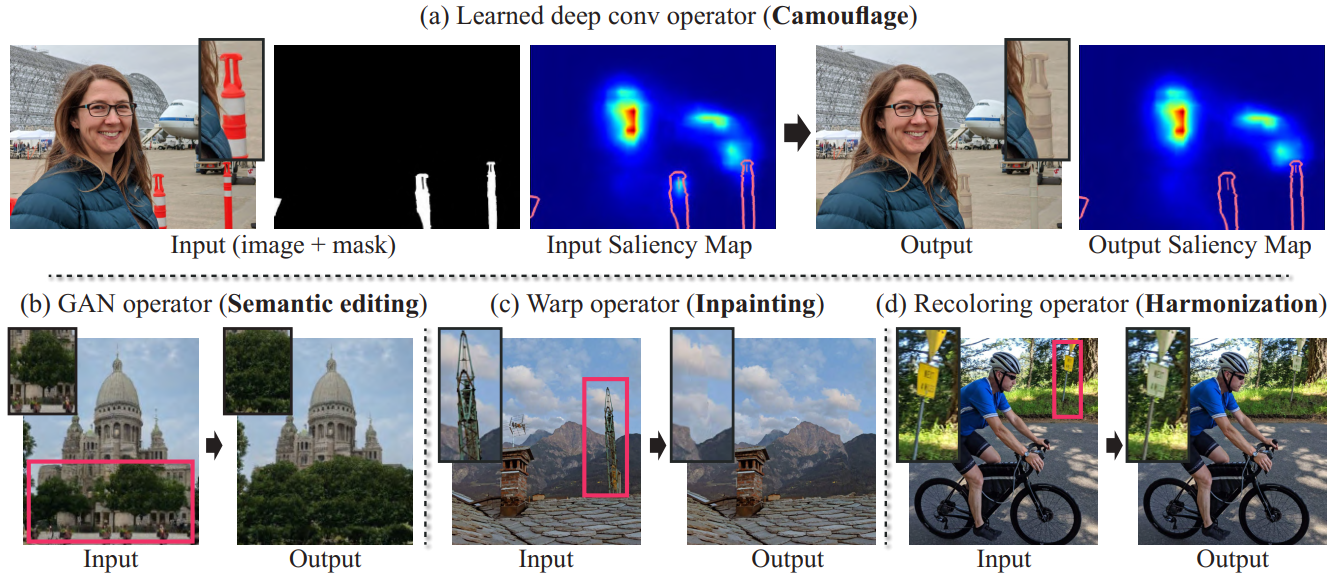 (a) Learned deep conv operator (Camouflage)
Input (image + mask)
Input Saliency Map
Output
Output Saliency Map
(b) GAN operator (Semantic editing)
(c) Warp operator (Inpainting)
(d) Recoloring operator (Harmonization)
Input
Output
Input
Output
Input
Output